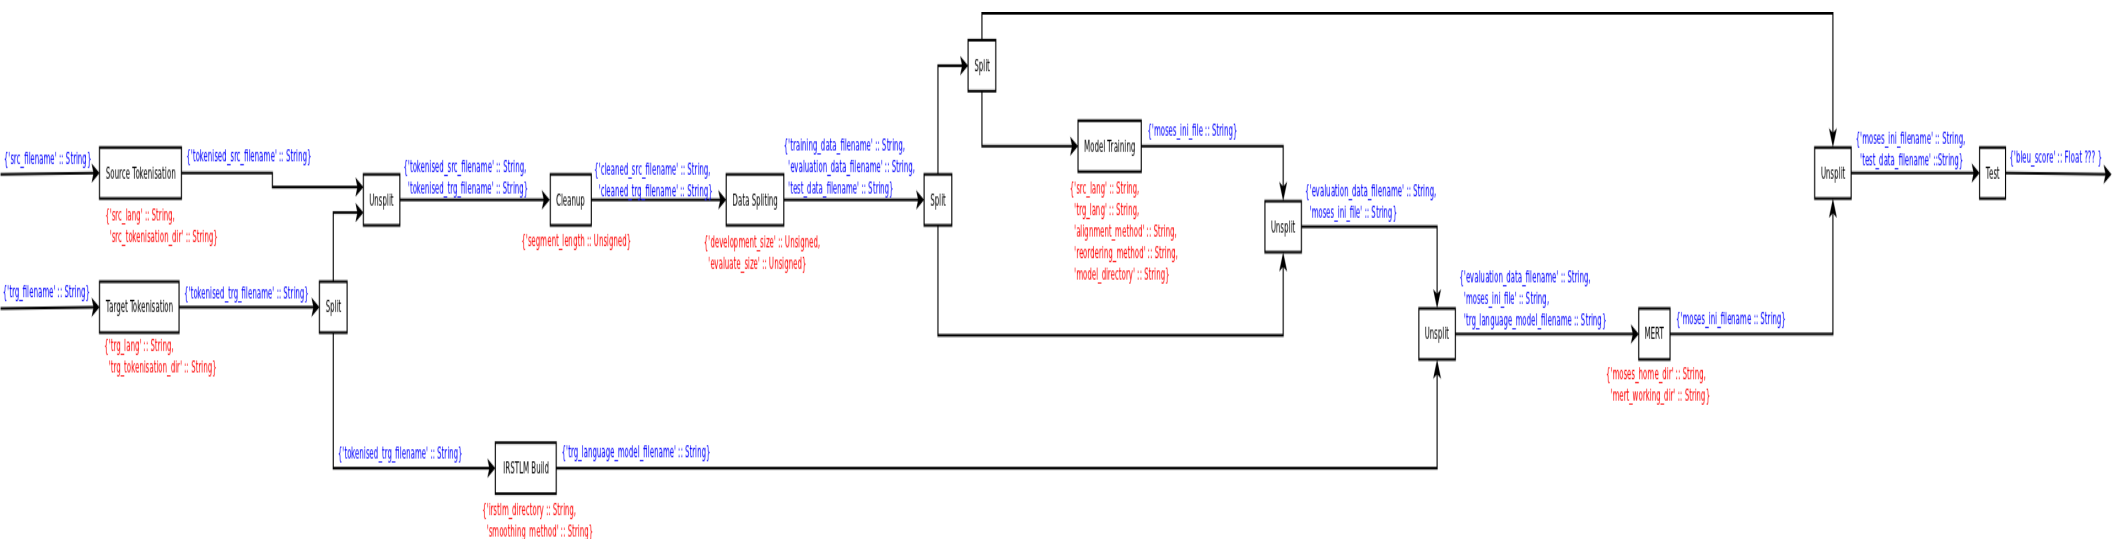 {'src_filename' :: String}
Source Tokenisation
{'src_lang' :: String,
'src_tokenisation_dir' :: String}
{'tokenised_src_filename' :: String}
{'trg_filename' :: String}
Target Tokenisation
{'trg_lang' :: String,
'trg_tokenisation_dir' :: String}
{'tokenised_trg_filename' :: String}
Split
Unsplit
{'tokenised_src_filename' :: String,
'tokenised_trg_filename' :: String}
Cleanup
{'segment_length :: Unsigned}
{'cleaned_src_filename' :: String,
'cleaned_trg_filename' :: String}
Data Spliting
{'development_size' :: Unsigned,
'evaluate_size' :: Unsigned}
{'training_data_filename' :: String,
'evaluation_data_filename' :: String,
'test_data_filename' :: String}
Split
Split
Model Training
{'src_lang' :: String,
'trg_lang' :: String,
'alignment_method' :: String,
'reordering_method' :: String,
'model_directory' :: String}
{'moses_ini_file' :: String}
Unsplit
{'evaluation_data_filename' :: String,
'moses_ini_file' :: String}
{'tokenised_trg_filename' :: String}
IRSTLM Build
{'irstlm_directory :: String,
'smoothing_method' :: String}
{'trg_language_model_filename' :: String}
Unsplit
{'evaluation_data_filename' :: String,
'moses_ini_file' :: String,
'trg_language_model_filename :: String}
MERT
{'moses_home_dir' :: String,
'mert_working_dir' :: String}
{'moses_ini_filename :: String}
Unsplit
{'moses_ini_filename' :: String,
'test_data_filename' ::String}
Test
{'bleu_score' :: Float ??? }